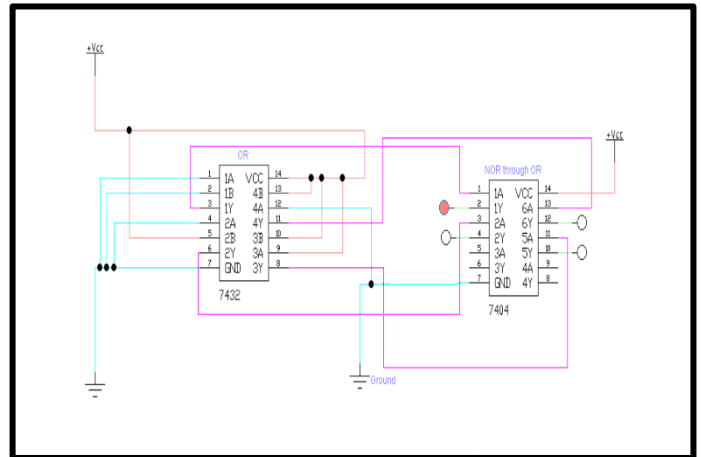 +Vcc
OR
1 1A VCC 14
2 1B 4B 13
3 1Y 4A 12
4 2A 4Y 11
5 2B 3B 10
6 2Y 3A 9
7 GND 3Y 8
7432
+Vcc
NOR through OR
1 1A VCC 14
2 1Y 6A 13
3 2A 6Y 12
4 2Y 5A 11
5 3A 5Y 10
6 3Y 4A 9
7 GND 4Y 8
7404
Ground